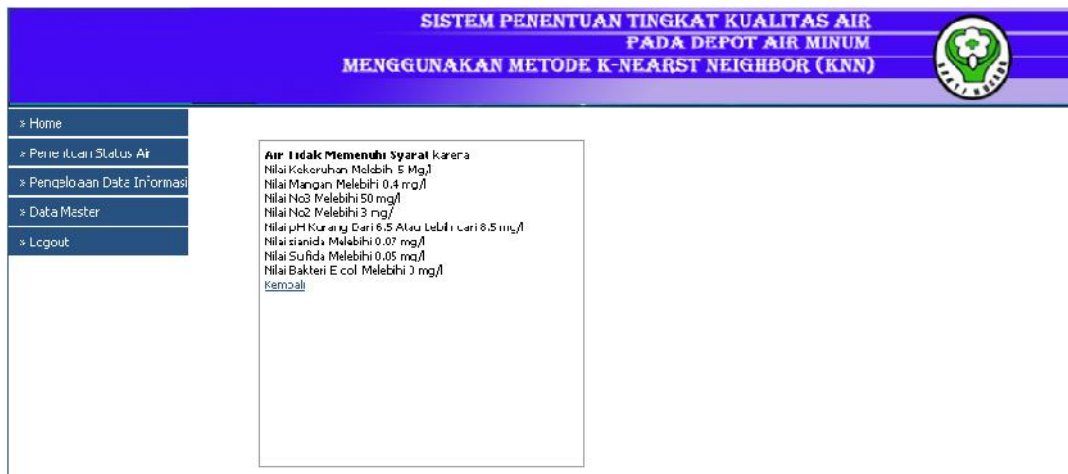 SISTEM PENENTUAN TINGKAT KUALITAS AIR
PADA DEPOT AIR MINUM
MENGGUNAKAN METODE K-NEARST NEIGHBOR (KNN)
» Home
» Penentuan Status Air
» Pengelolaan Data Informasi
» Data Master
» Logout
Air Tidak Memenuhi Syarat karena
Nilai Kekeruhan Melebihi 5 Mg/l
Nilai Mangan Melebihi 0.4 mg/l
Nilai No3 Melebihi 50 mg/l
Nilai No2 Melebihi 3 mg/l
Nilai pH Kurang Dari 6.5 Atau Lebih dari 8.5 mg/l
Nilai sianida Melebihi 0.07 mg/l
Nilai Sulfida Melebihi 0.05 mg/l
Nilai Bakteri E coli Melebihi 0 mg/l
Kembali